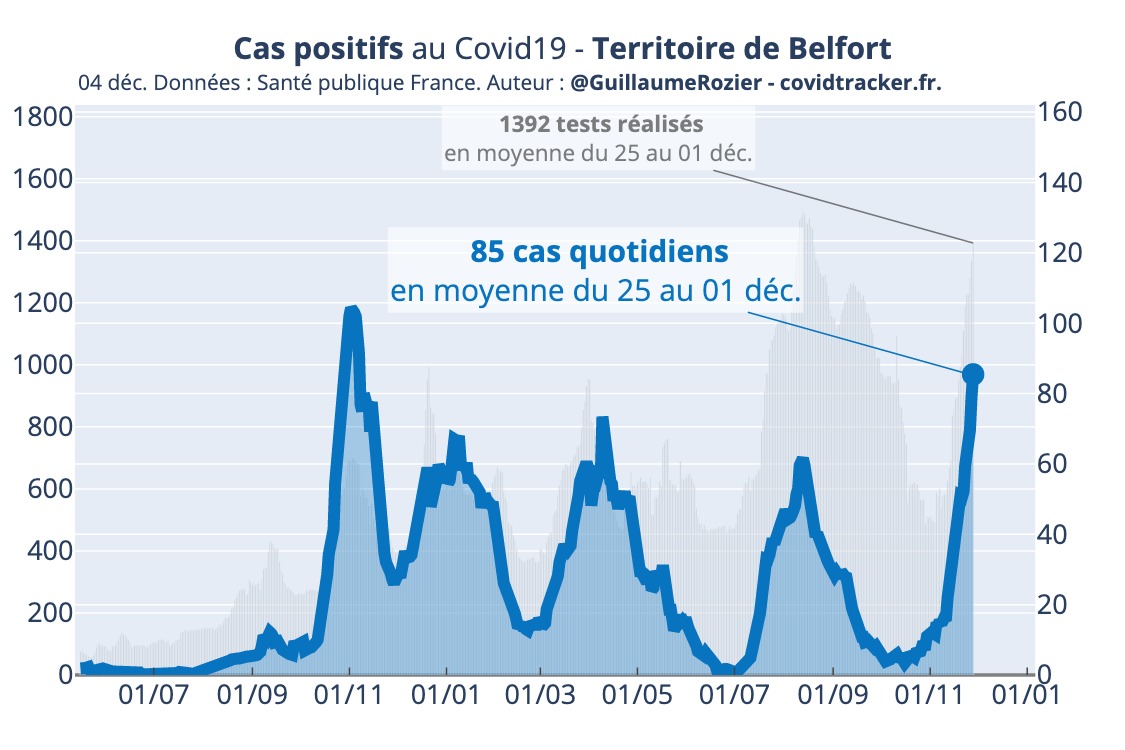 Cas positifs au Covid19 - Territoire de Belfort
04 déc. Données : Santé publique France. Auteur : @GuillaumeRozier - covidtracker.fr.
1800
1600
1400
1200
1000
800
600
400
200
0
1392 tests réalisés
en moyenne du 25 au 01 déc.
85 cas quotidiens
en moyenne du 25 au 01 déc.
160
140
120
100
80
60
40
20
0
01/07 01/09 01/11 01/01 01/03 01/05 01/07 01/09 01/11 01/01